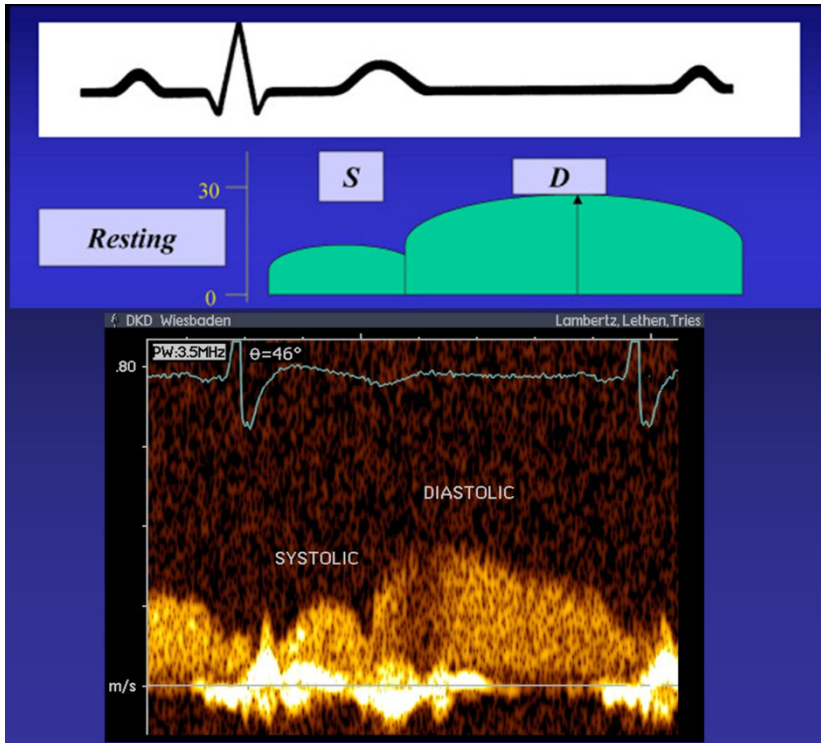 S
D
30
Resting
0
DKD Wiesbaden
Lambertz,Lethen,Tries
PW:3.5MHz
θ=46°
.80
DIASTOLIC
SYSTOLIC
m/s